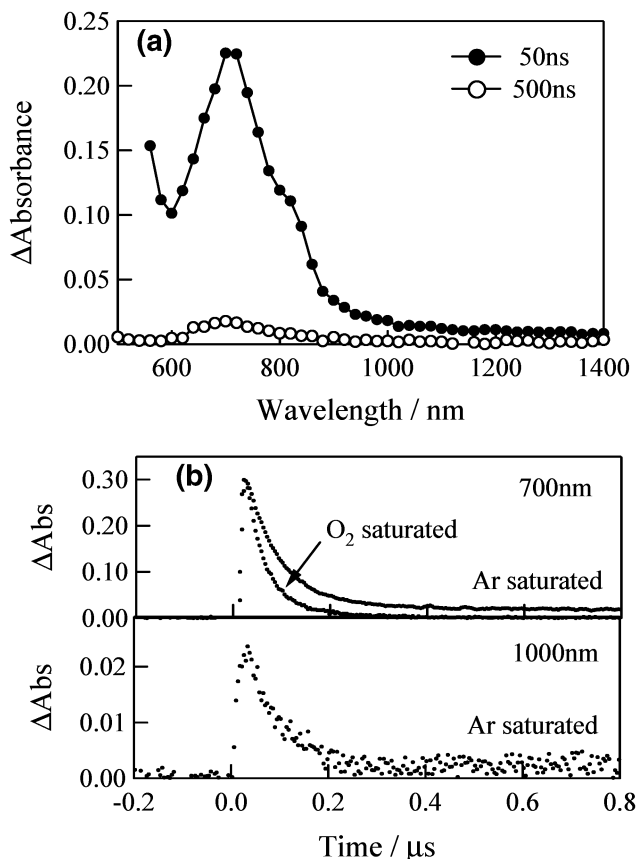 (a)
50ns
500ns
0.25
0.20
0.15
0.10
0.05
0.00
ΔAbsorbance
600 800 1000 1200 1400
Wavelength / nm
(b)
700nm
0.30
0.20
0.10
0.00
ΔAbs
O₂ saturated
Ar saturated
1000nm
0.02
0.01
0.00
ΔAbs
Ar saturated
-0.2 0.0 0.2 0.4 0.6 0.8
Time / μs